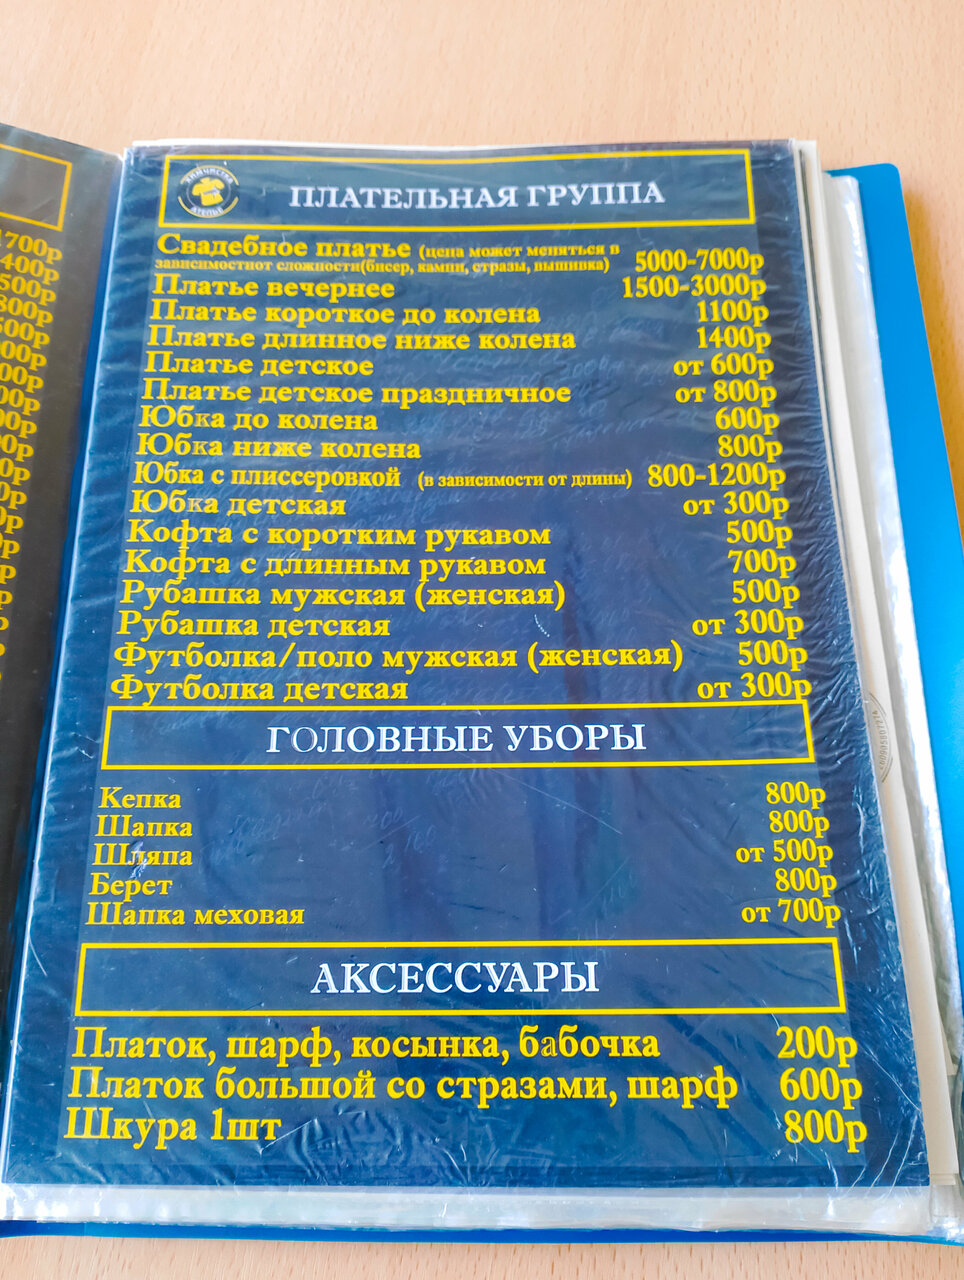 ХИМЧИСТКА
АТЕЛЬЕ
ПЛАТЕЛЬНАЯ ГРУППА
Свадебное платье (цена может меняться в
зависимостиот сложности(бисер, камни, стразы, вышивка) 5000-7000р
Платье вечернее 1500-3000р
Платье короткое до колена 1100р
Платье длинное ниже колена 1400р
Платье детское от 600р
Платье детское праздничное от 800р
Юбка до колена 600р
Юбка ниже колена 800р
Юбка с плиссеровкой (в зависимости от длины) 800-1200р
Юбка детская от 300р
Кофта с коротким рукавом 500р
Кофта с длинным рукавом 700р
Рубашка мужская (женская) 500р
Рубашка детская от 300р
Футболка/поло мужская (женская) 500р
Футболка детская от 300р
ГОЛОВНЫЕ УБОРЫ
Кепка 800р
Шапка 800р
Шляпа от 500р
Берет 800р
Шапка меховая от 700р
АКСЕССУАРЫ
Платок, шарф, косынка, бабочка 200р
Платок большой со стразами, шарф 600р
Шкура 1шт 800р